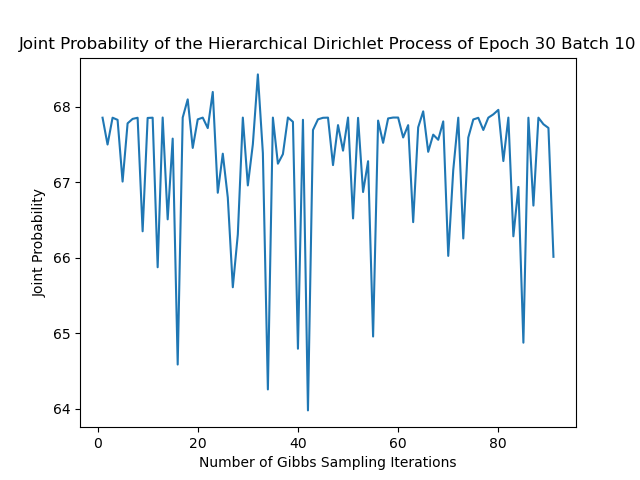 Joint Probability of the Hierarchical Dirichlet Process of Epoch 30 Batch 10
Joint Probability
68
67
66
65
64
0 20 40 60 80
Number of Gibbs Sampling Iterations